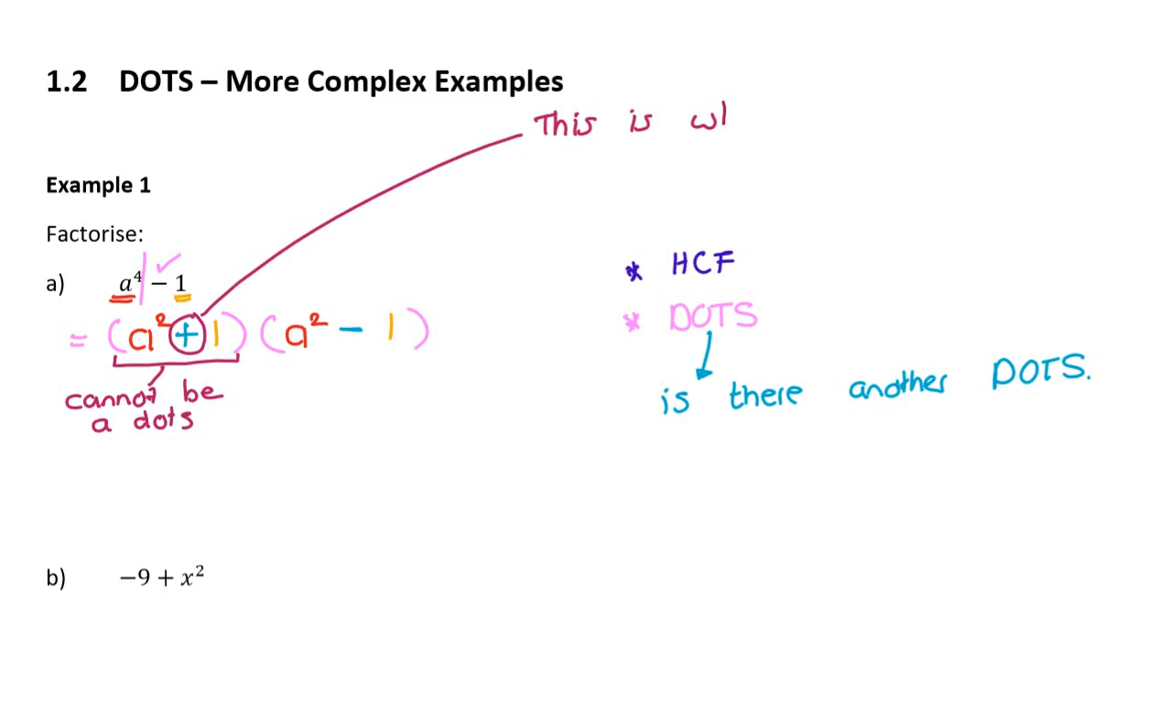 1.2 DOTS – More Complex Examples
This is wh
Example 1
Factorise:
a) a⁴ – 1
= (a² + 1) (a² – 1)
cannot be
a dots
* HCF
* DOTS
is there another DOTS.
b) −9 + x²